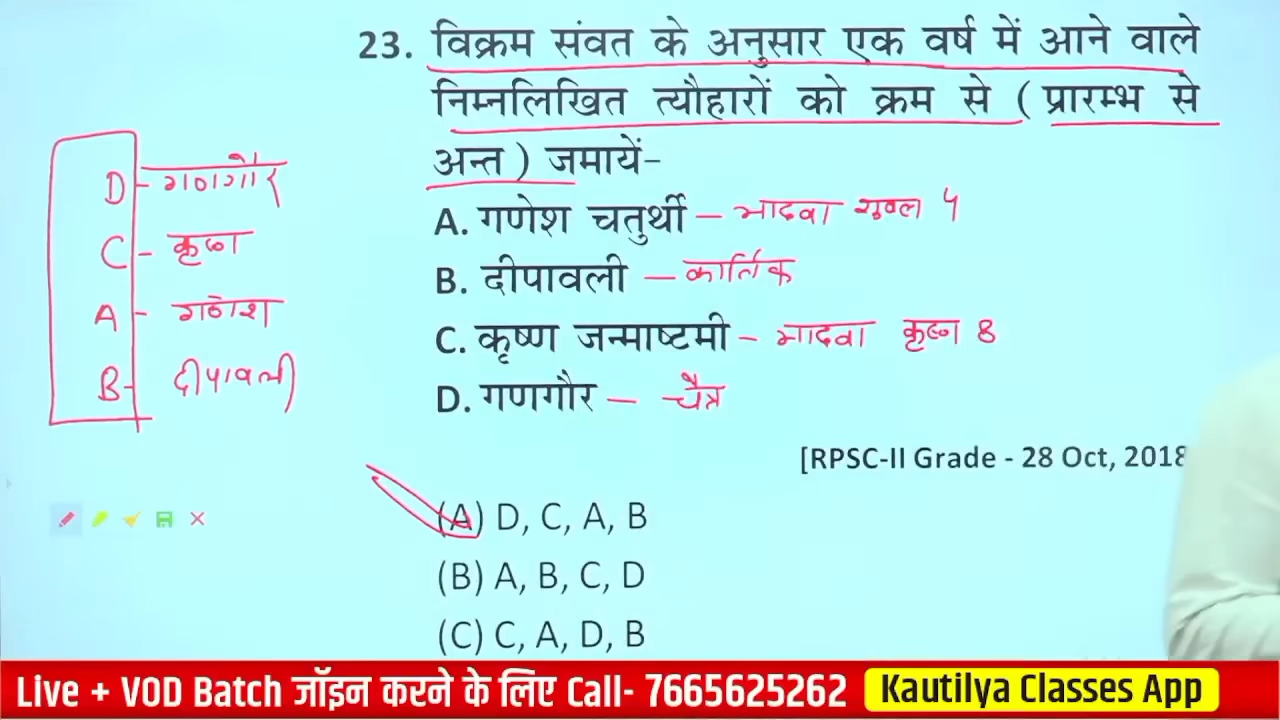 23. विक्रम संवत के अनुसार एक वर्ष में आने वाले
निम्नलिखित त्यौहारों को क्रम से ( प्रारम्भ से
अन्त ) जमायें-
A. गणेश चतुर्थी – भादवा शुक्ल 4
B. दीपावली – कार्तिक
C. कृष्ण जन्माष्टमी – भादवा कृष्ण 8
D. गणगौर – चैत्र
D - गणगौर
C - कृष्ण
A - गणेश
B - दीपावली
[RPSC-II Grade - 28 Oct, 2018
(A) D, C, A, B
(B) A, B, C, D
(C) C, A, D, B
Live + VOD Batch जॉइन करने के लिए Call- 7665625262 Kautilya Classes App